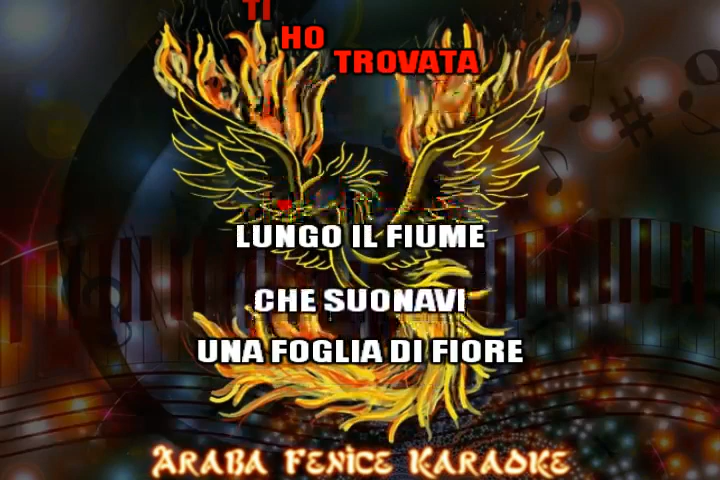 TI
HO
TROVATA
LUNGO IL FIUME
CHE SUONAVI
UNA FOGLIA DI FIORE
ARABA FENICE KARAOKE